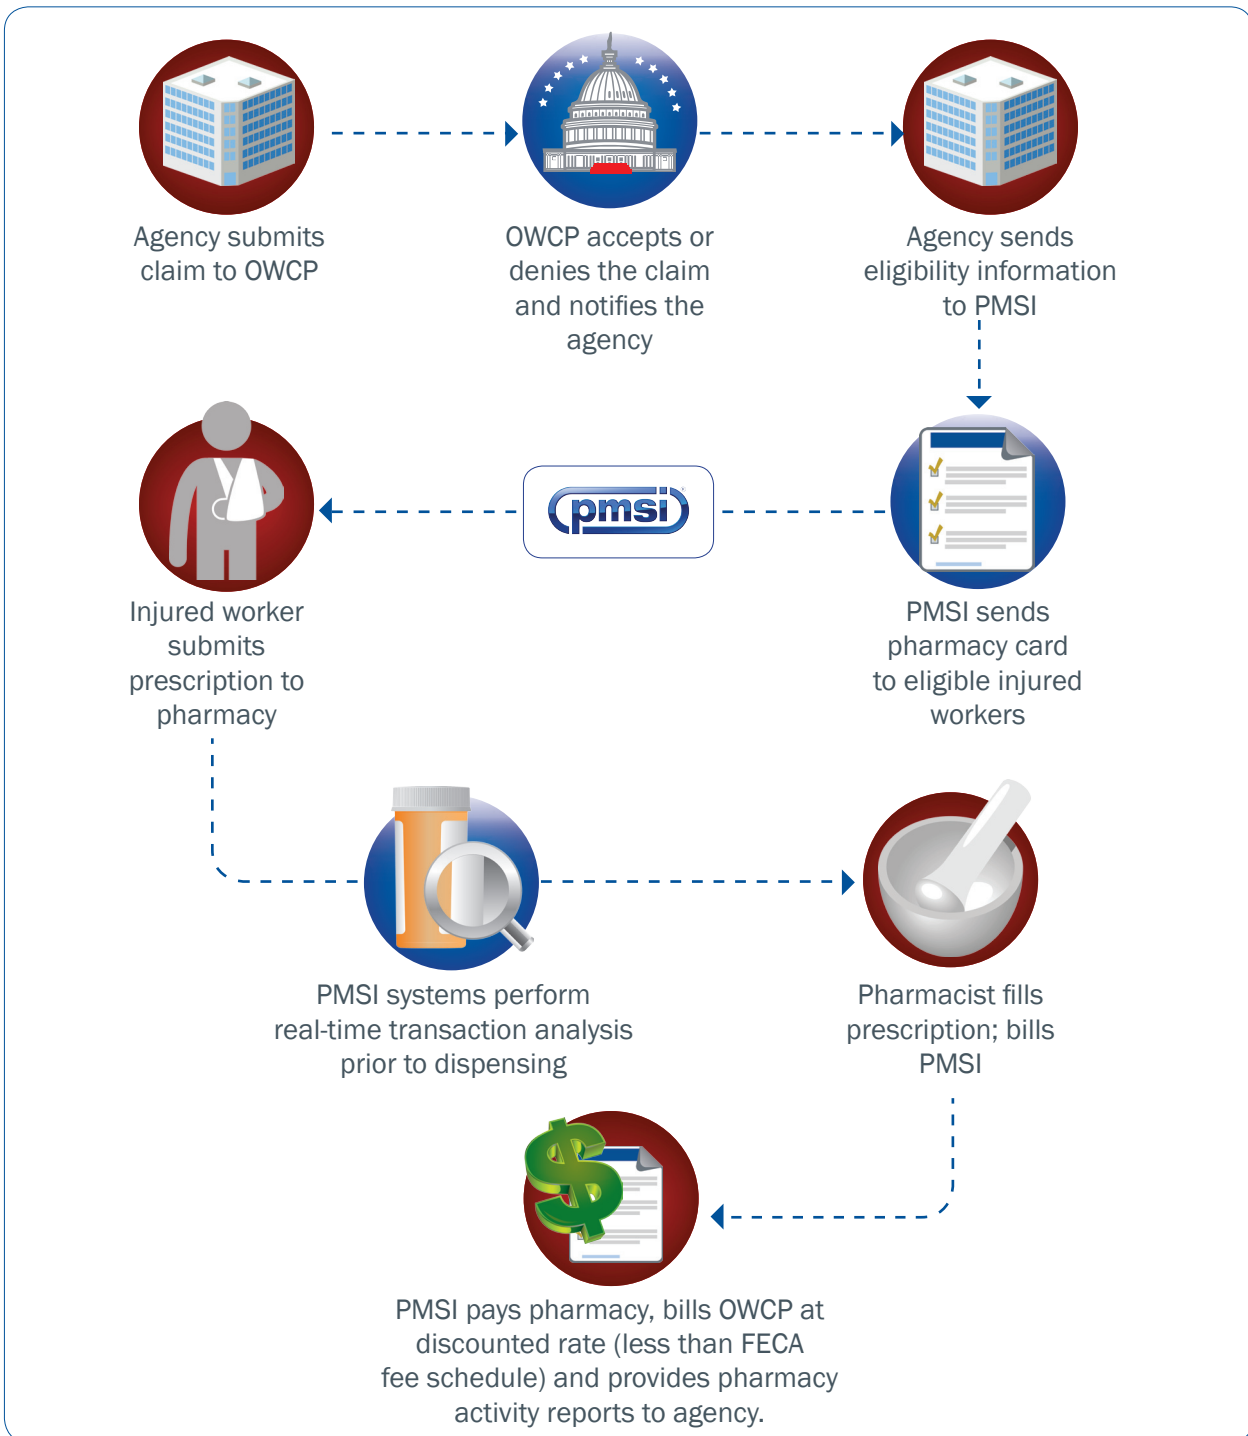 Agency submits
claim to OWCP
OWCP accepts or
denies the claim
and notifies the
agency
Agency sends
eligibility information
to PMSI
pmsi
Injured worker
submits
prescription to
pharmacy
PMSI sends
pharmacy card
to eligible injured
workers
PMSI systems perform
real-time transaction analysis
prior to dispensing
Pharmacist fills
prescription; bills
PMSI
PMSI pays pharmacy, bills OWCP at
discounted rate (less than FECA
fee schedule) and provides pharmacy
activity reports to agency.